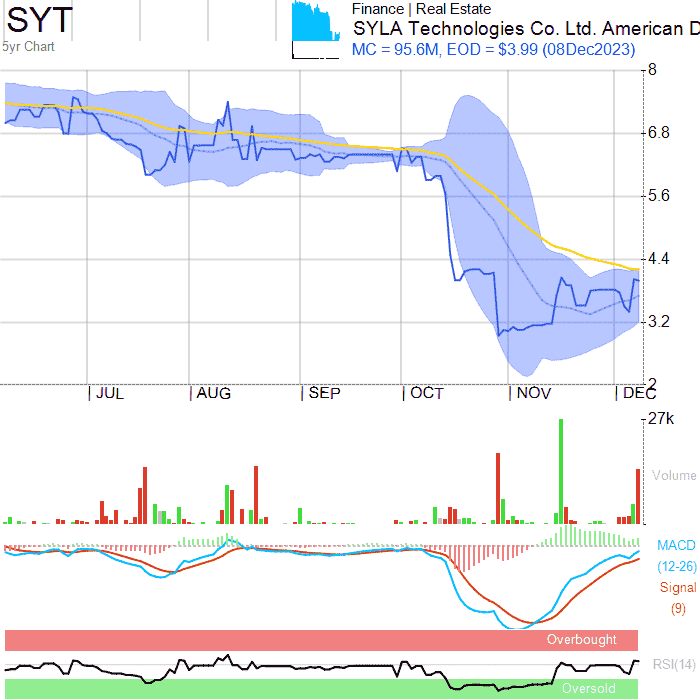 SYT
5yr Chart
Finance | Real Estate
SYLA Technologies Co. Ltd. American D
MC = 95.6M, EOD = $3.99 (08Dec2023)
8
6.8
5.6
4.4
3.2
2
JUL AUG SEP OCT NOV DEC
27k
Volume
MACD
(12-26)
Signal
(9)
Overbought
RSI(14)
Oversold